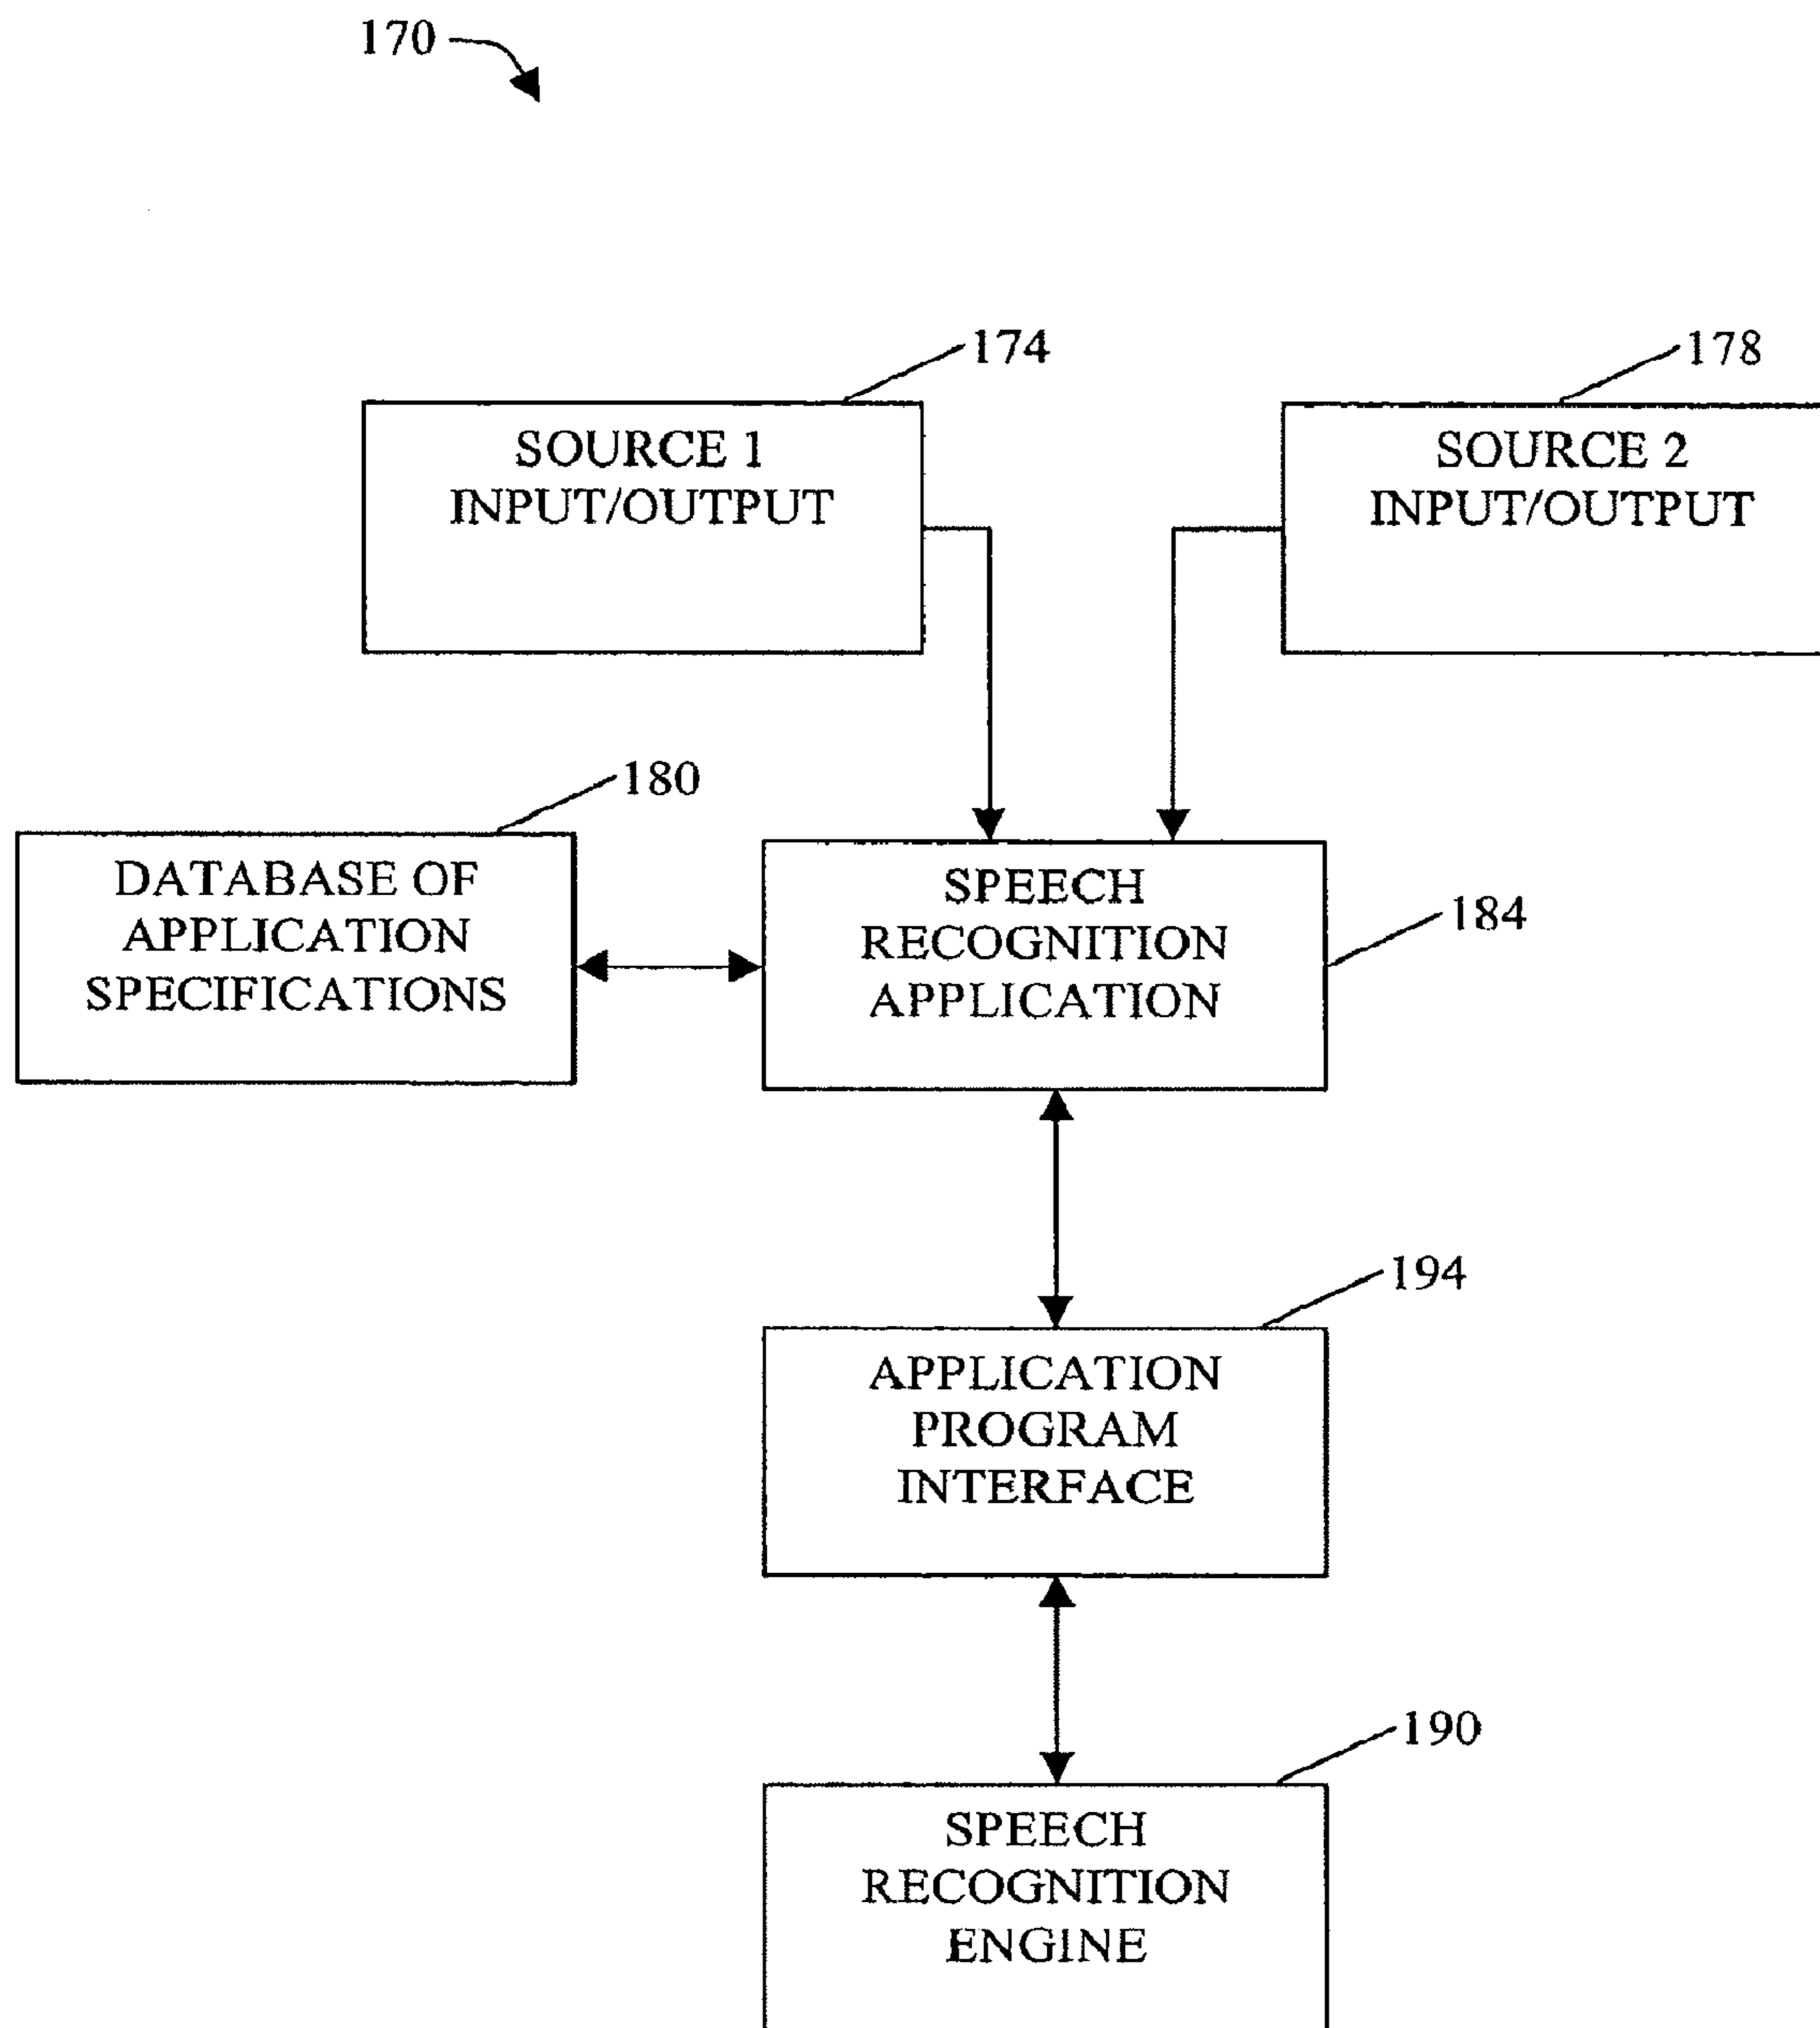 170
174
178
SOURCE 1
INPUT/OUTPUT
SOURCE 2
INPUT/OUTPUT
180
DATABASE OF
APPLICATION
SPECIFICATIONS
SPEECH
RECOGNITION
APPLICATION
184
194
APPLICATION
PROGRAM
INTERFACE
190
SPEECH
RECOGNITION
ENGINE